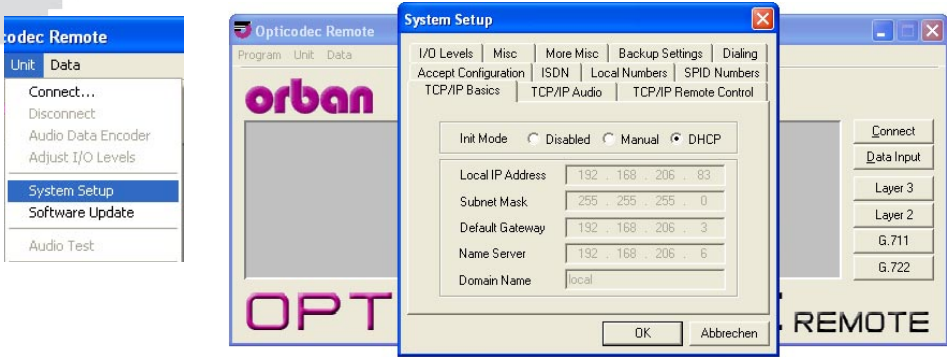 codec Remote
Unit Data
Connect...
Disconnect
Audio Data Encoder
Adjust I/O Levels
System Setup
Software Update
Audio Test
Opticodec Remote
Program Unit Data
orban
System Setup
I/O Levels Misc More Misc Backup Settings Dialing
Accept Configuration ISDN Local Numbers SPID Numbers
TCP/IP Basics TCP/IP Audio TCP/IP Remote Control
Init Mode Disabled Manual DHCP
Local IP Address 192 . 168 . 206 . 83
Subnet Mask 255 . 255 . 255 . 0
Default Gateway 192 . 168 . 206 . 3
Name Server 192 . 168 . 206 . 6
Domain Name local
OK Abbrechen
Connect
Data Input
Layer 3
Layer 2
G.711
G.722
OPT
REMOTE